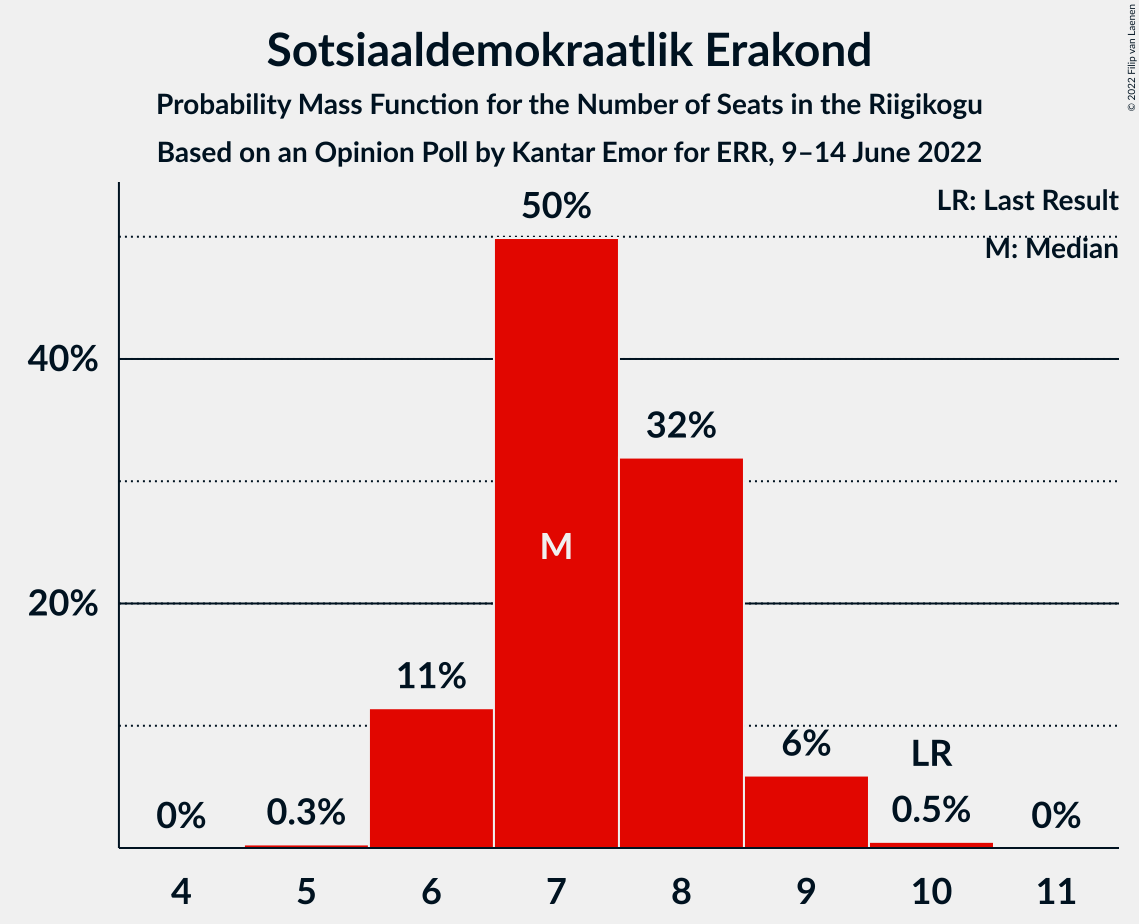 Sotsiaaldemokraatlik Erakond
Probability Mass Function for the Number of Seats in the Riigikogu
Based on an Opinion Poll by Kantar Emor for ERR, 9–14 June 2022
© 2022 Filip van Laenen
LR: Last Result
M: Median
50%
40%
32%
M
20%
11%
6%
LR
0%
0.3%
0.5%
0%
4 5 6 7 8 9 10 11